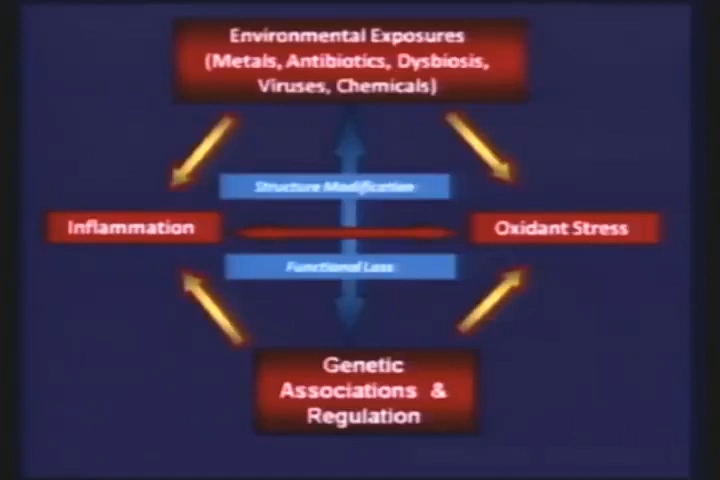 Environmental Exposures
(Metals, Antibiotics, Dysbiosis,
Viruses, Chemicals)
Structure Modification
Inflammation
Oxidant Stress
Functional Loss
Genetic
Associations &
Regulation